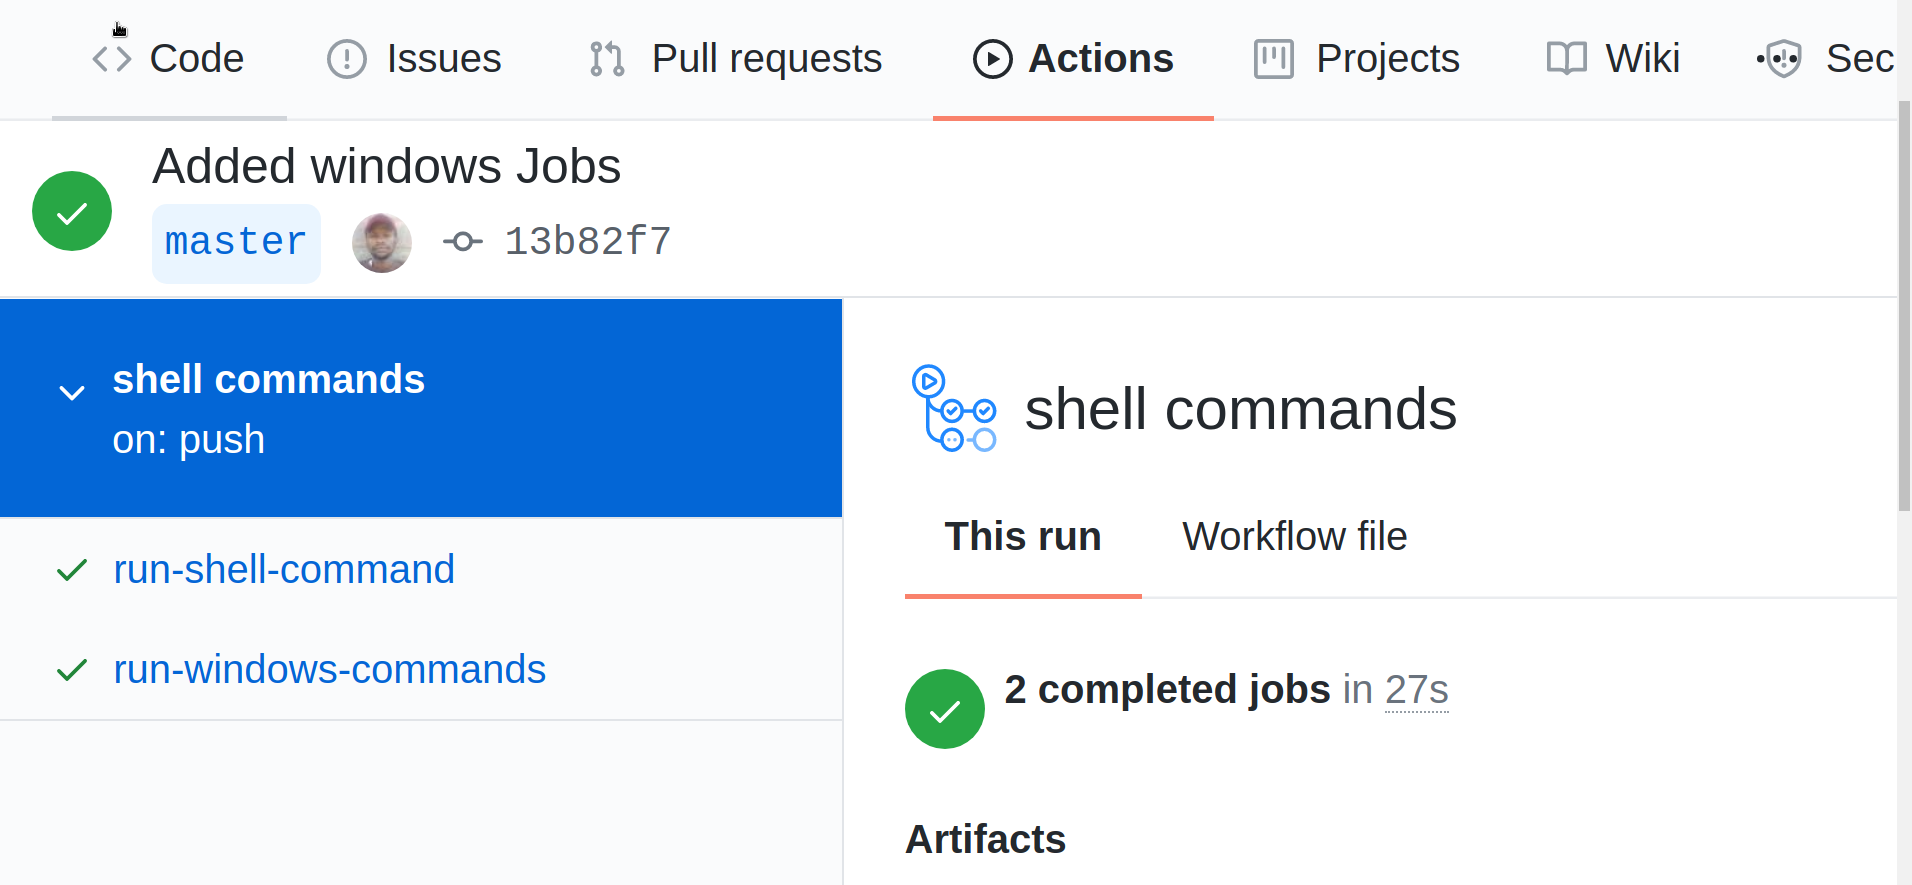 Code Issues Pull requests Actions Projects Wiki Sec
Added windows Jobs
master 13b82f7
shell commands
on: push
run-shell-command
run-windows-commands
shell commands
This run Workflow file
2 completed jobs in 27s
Artifacts